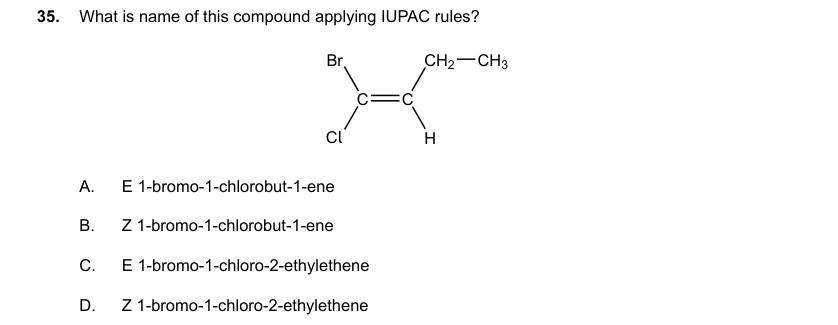 35. What is name of this compound applying IUPAC rules?
Br CH₂—CH₃
C=C
Cl H
A. E 1-bromo-1-chlorobut-1-ene
B. Z 1-bromo-1-chlorobut-1-ene
C. E 1-bromo-1-chloro-2-ethylethene
D. Z 1-bromo-1-chloro-2-ethylethene